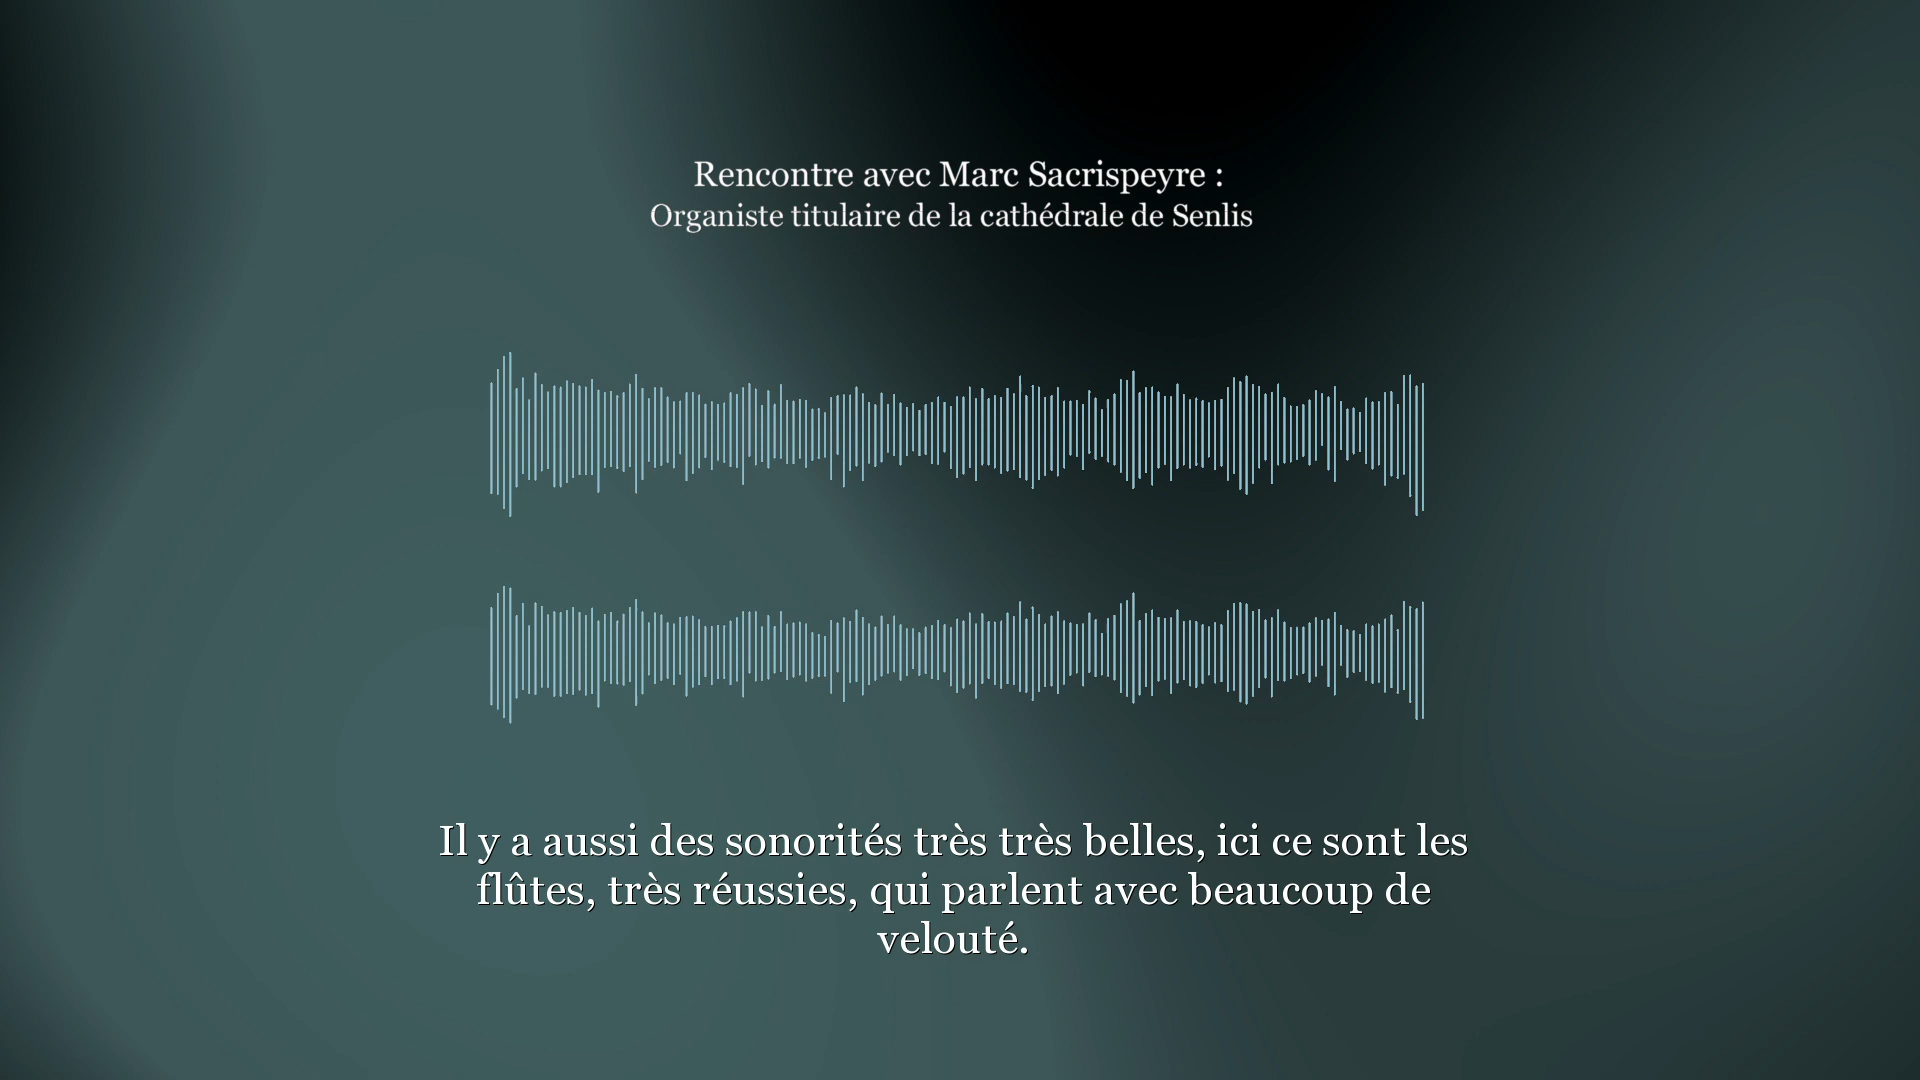 Rencontre avec Marc Sacrispeyre :
Organiste titulaire de la cathédrale de Senlis
Il y a aussi des sonorités très très belles, ici ce sont les
flûtes, très réussies, qui parlent avec beaucoup de
velouté.